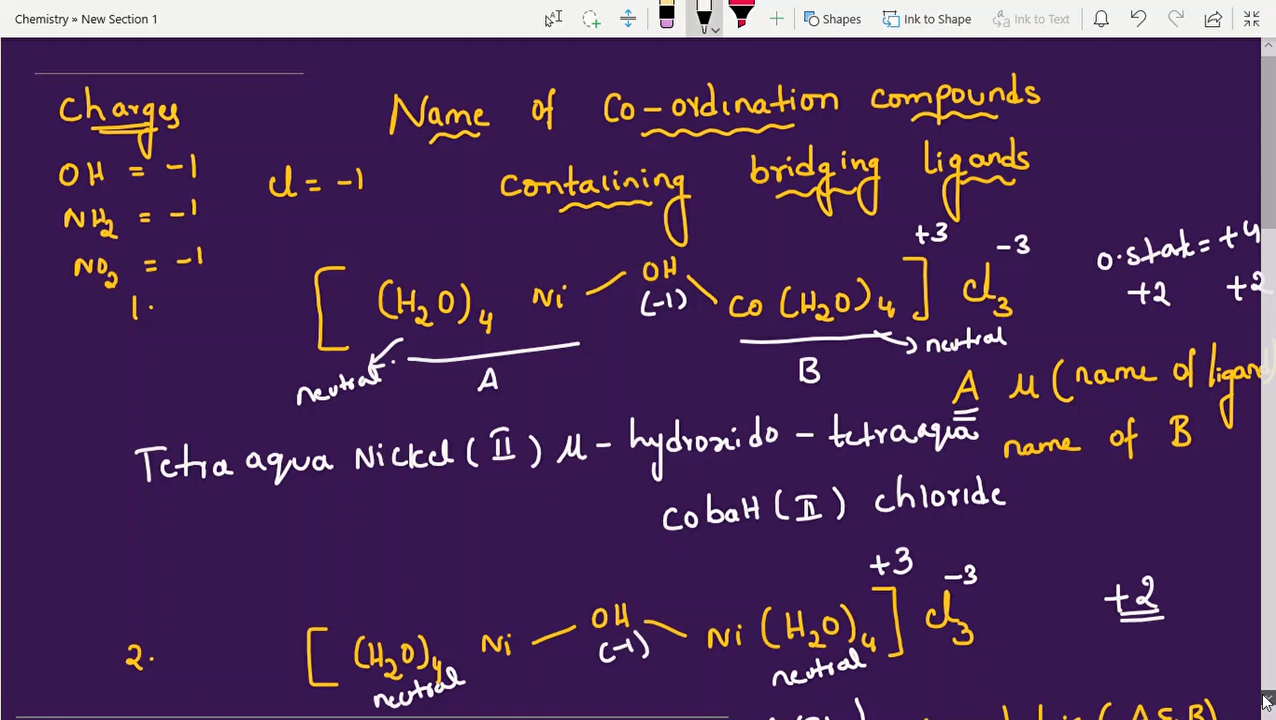 Chemistry » New Section 1
Shapes
Ink to Shape
Ink to Text
Charges
OH = -1
NH2 = -1
NO2 = -1
Cl = -1
Name of Co-ordination compounds
containining bridging ligands
1.
[ (H2O)4 Ni - OH - Co (H2O)4 ]+3 Cl3 -3
(-1)
neutral
A
B
neutral
O.stat = +4
+2 +2
A μ (name of ligand)
name of B
Tetra aqua Nickel (II) μ - hydroxido - tetraaqua
cobalt (II) chloride
2.
[ (H2O)4 Ni - OH - Ni (H2O)4 ]+3 Cl3 -3
(-1)
neutral
neutral
+2